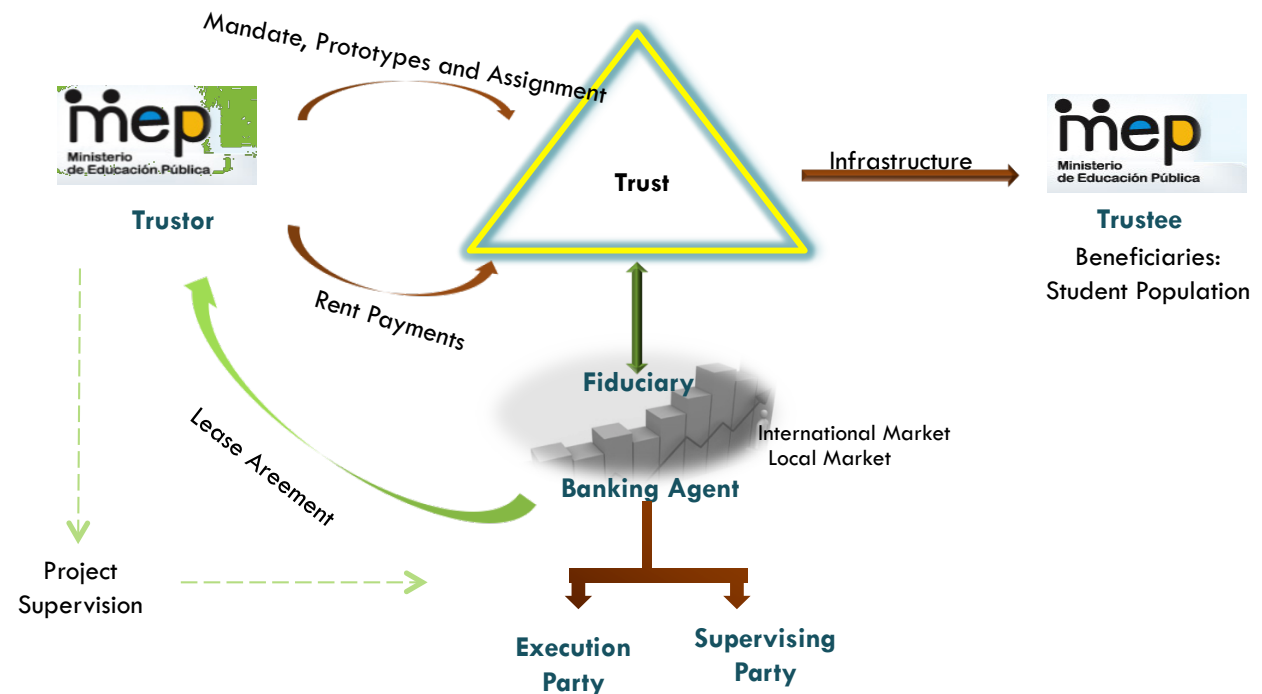 Mandate, Prototypes and Assignment
mep
Ministerio
de Educación Pública
Trustor
Trust
Infrastructure
mep
Ministerio
de Educación Pública
Trustee
Beneficiaries:
Student Population
Rent Payments
Fiduciary
International Market
Local Market
Banking Agent
Lease Areement
Project
Supervision
Execution
Party
Supervising
Party